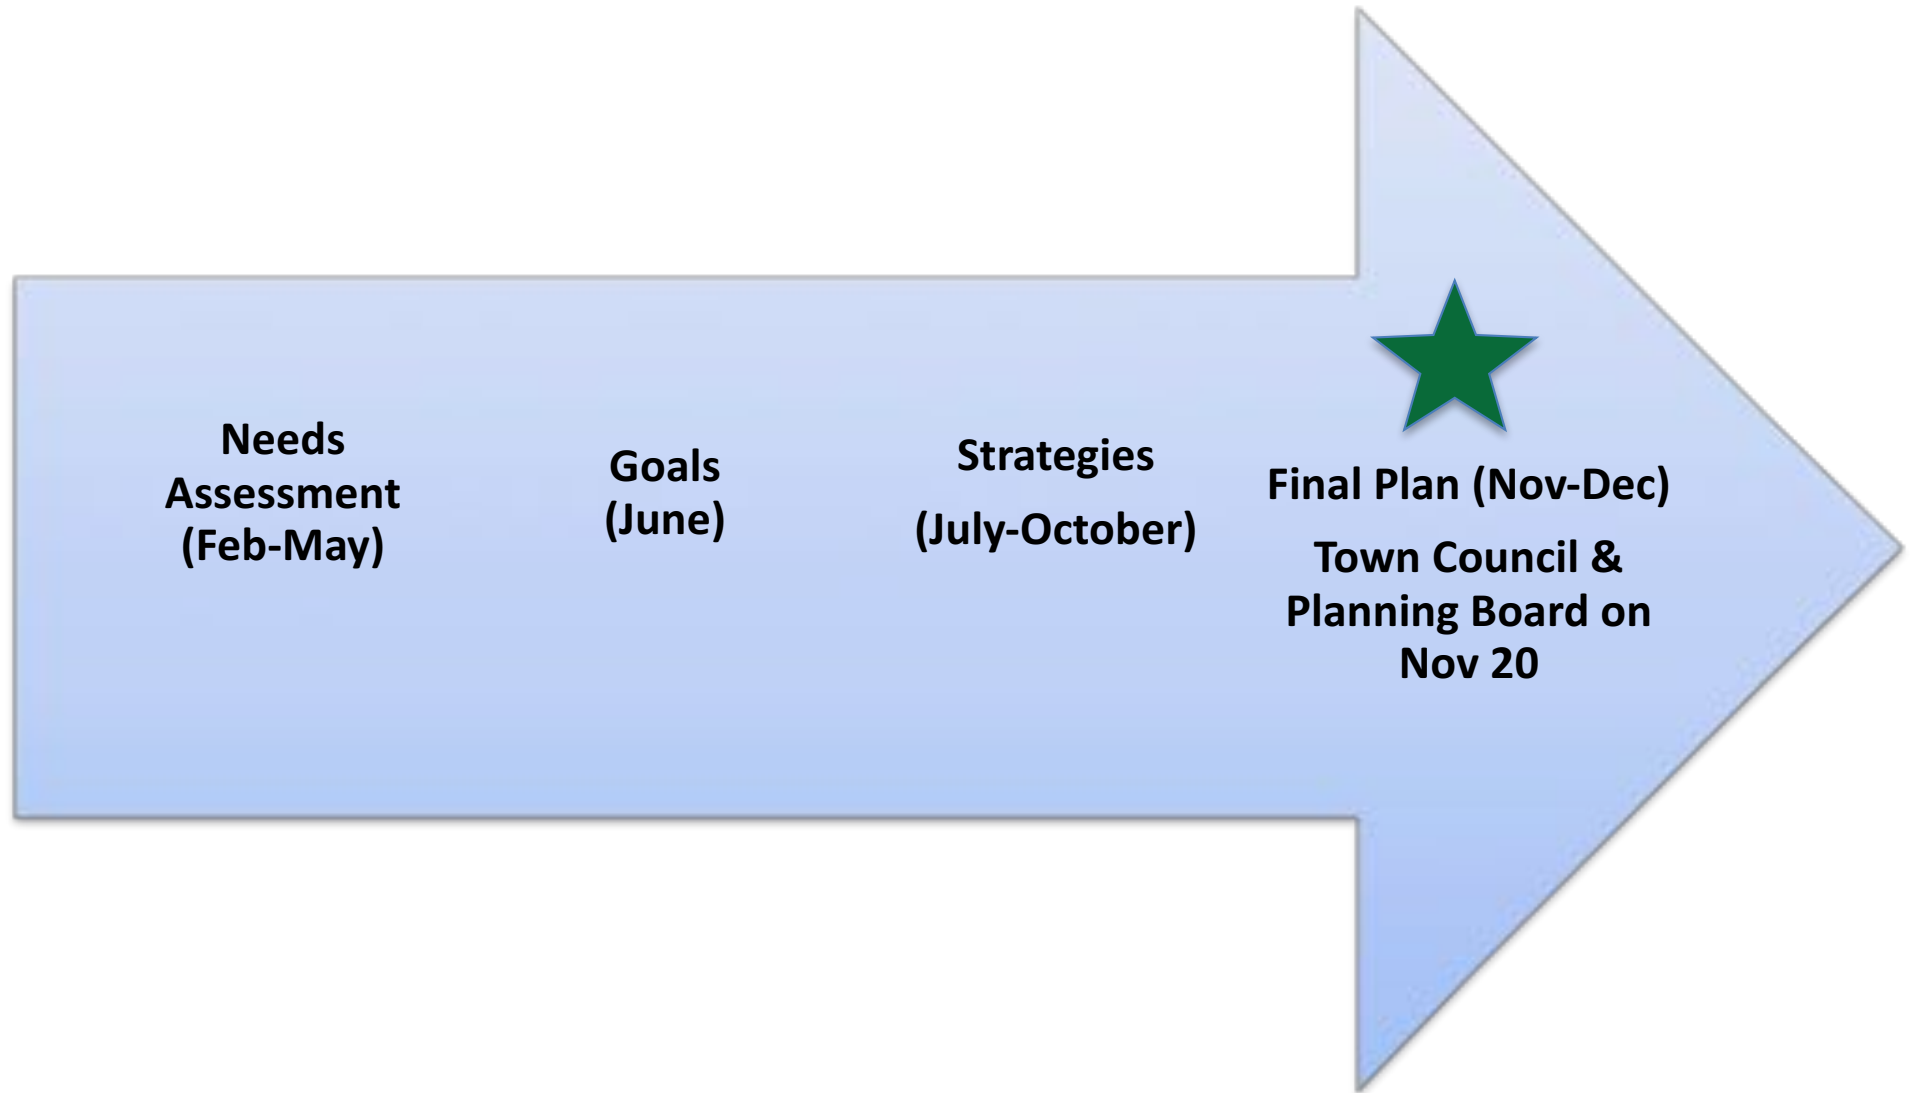 Needs
Assessment
(Feb-May)
Goals
(June)
Strategies
(July-October)
Final Plan (Nov-Dec)
Town Council &
Planning Board on
Nov 20